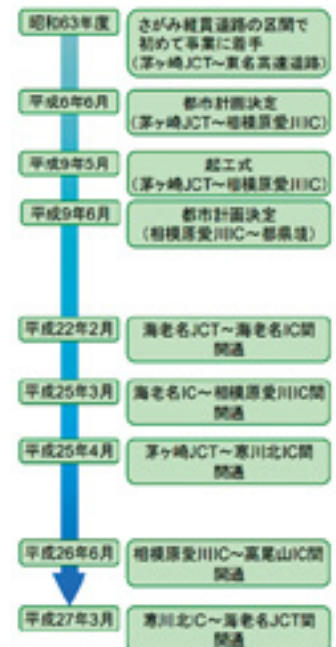 昭和63年度
さがみ縦貫道路の区間で
初めて事業に着手
(茅ヶ崎JCT～東名高速道路)
平成6年6月
都市計画決定
(茅ヶ崎JCT～相模原愛川IC)
平成9年5月
起工式
(茅ヶ崎JCT～相模原愛川IC)
平成9年6月
都市計画決定
(相模原愛川IC～都県境)
平成22年2月
海老名JCT～海老名IC間
開通
平成25年3月
海老名IC～相模原愛川IC間
開通
平成25年4月
茅ヶ崎JCT～寒川北IC間
開通
平成26年6月
相模原愛川IC～高尾山IC間
開通
平成27年3月
寒川北IC～海老名JCT間
開通